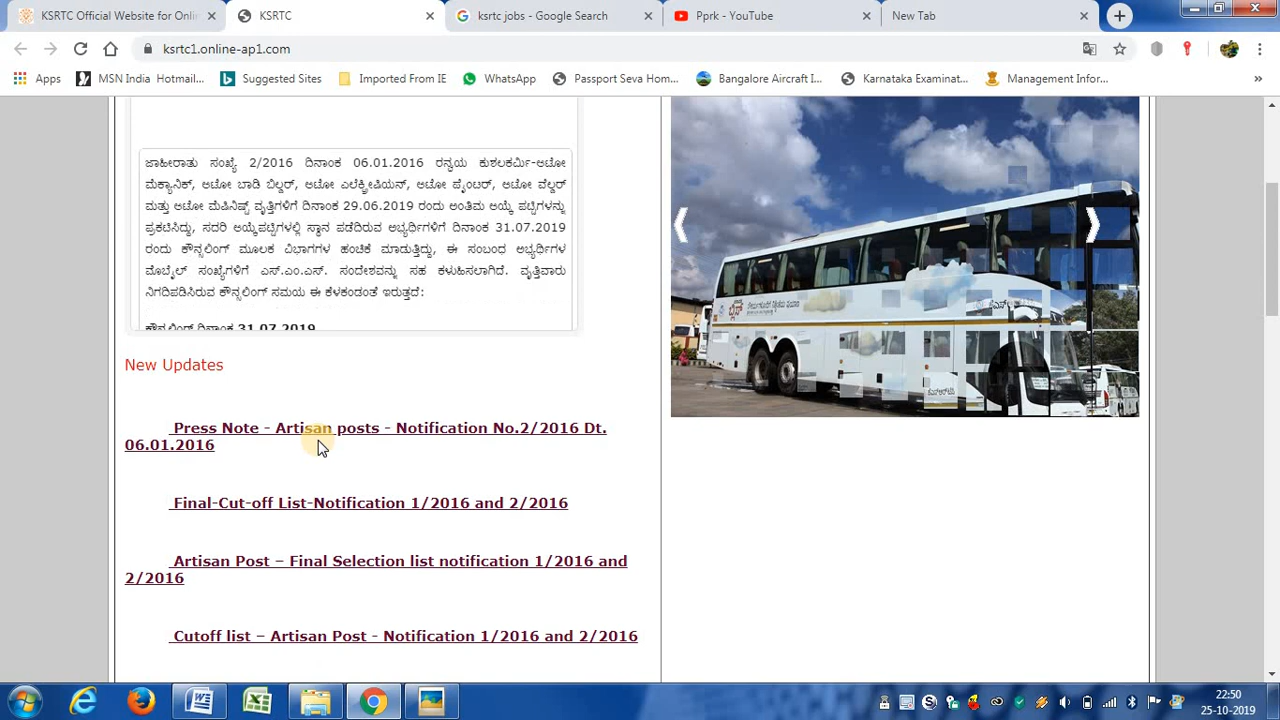 KSRTC Official Website for Onlin
KSRTC
ksrtc jobs - Google Search
Pprk - YouTube
New Tab
ksrtc1.online-ap1.com
Apps
MSN India Hotmail...
Suggested Sites
Imported From IE
WhatsApp
Passport Seva Hom...
Bangalore Aircraft I...
Karnataka Examinat...
Management Infor...
»
ಜಾಹೀರಾತು ಸಂಖ್ಯೆ 2/2016 ದಿನಾಂಕ 06.01.2016 ರನ್ವಯ ಕುಶಲಕರ್ಮಿ-ಆಟೋ
ಮೆಕ್ಯಾನಿಕ್, ಆಟೋ ಬಾಡಿ ಬಿಲ್ಡರ್, ಆಟೋ ಎಲೆಕ್ಟ್ರೀಷಿಯನ್, ಆಟೋ ಪೈಂಟರ್, ಆಟೋ ವೆಲ್ಡರ್
ಮತ್ತು ಆಟೋ ಮೆಷಿನಿಷ್ಟ್ ವೃತ್ತಿಗಳಿಗೆ ದಿನಾಂಕ 29.06.2019 ರಂದು ಅಂತಿಮ ಆಯ್ಕೆ ಪಟ್ಟಿಗಳನ್ನು
ಪ್ರಕಟಿಸಿದ್ದು, ಸದರಿ ಆಯ್ಕೆಪಟ್ಟಿಗಳಲ್ಲಿ ಸ್ಥಾನ ಪಡೆದಿರುವ ಅಭ್ಯರ್ಥಿಗಳಿಗೆ ದಿನಾಂಕ 31.07.2019
ರಂದು ಕೌನ್ಸಲಿಂಗ್ ಮೂಲಕ ವಿಭಾಗಗಳ ಹಂಚಿಕೆ ಮಾಡುತ್ತಿದ್ದು, ಈ ಸಂಬಂದ ಅಭ್ಯರ್ಥಿಗಳ
ಮೊಬೈಲ್ ಸಂಖ್ಯೆಗಳಿಗೆ ಎಸ್.ಎಂ.ಎಸ್. ಸಂದೇಶವನ್ನು ಸಹ ಕಳುಹಿಸಲಾಗಿದೆ. ವೃತ್ತಿವಾರು
ನಿಗದಿಪಡಿಸಿರುವ ಕೌನ್ಸಲಿಂಗ್ ಸಮಯ ಈ ಕೆಳಕಂಡಂತೆ ಇರುತ್ತದೆ:
ಕೌನ್ಸಲಿಂಗ್ ದಿನಾಂಕ 31.07.2019
New Updates
Press Note - Artisan posts - Notification No.2/2016 Dt.
06.01.2016
Final-Cut-off List-Notification 1/2016 and 2/2016
Artisan Post – Final Selection list notification 1/2016 and
2/2016
Cutoff list – Artisan Post - Notification 1/2016 and 2/2016
22:50
25-10-2019